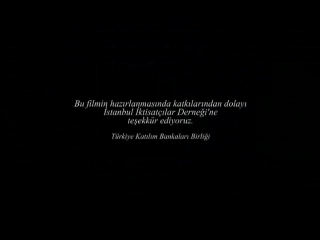 Bu filmin hazırlanmasında katkılarından dolayı
İstanbul İktisatçılar Derneği'ne
teşekkür ediyoruz.
Türkiye Katılım Bankaları Birliği